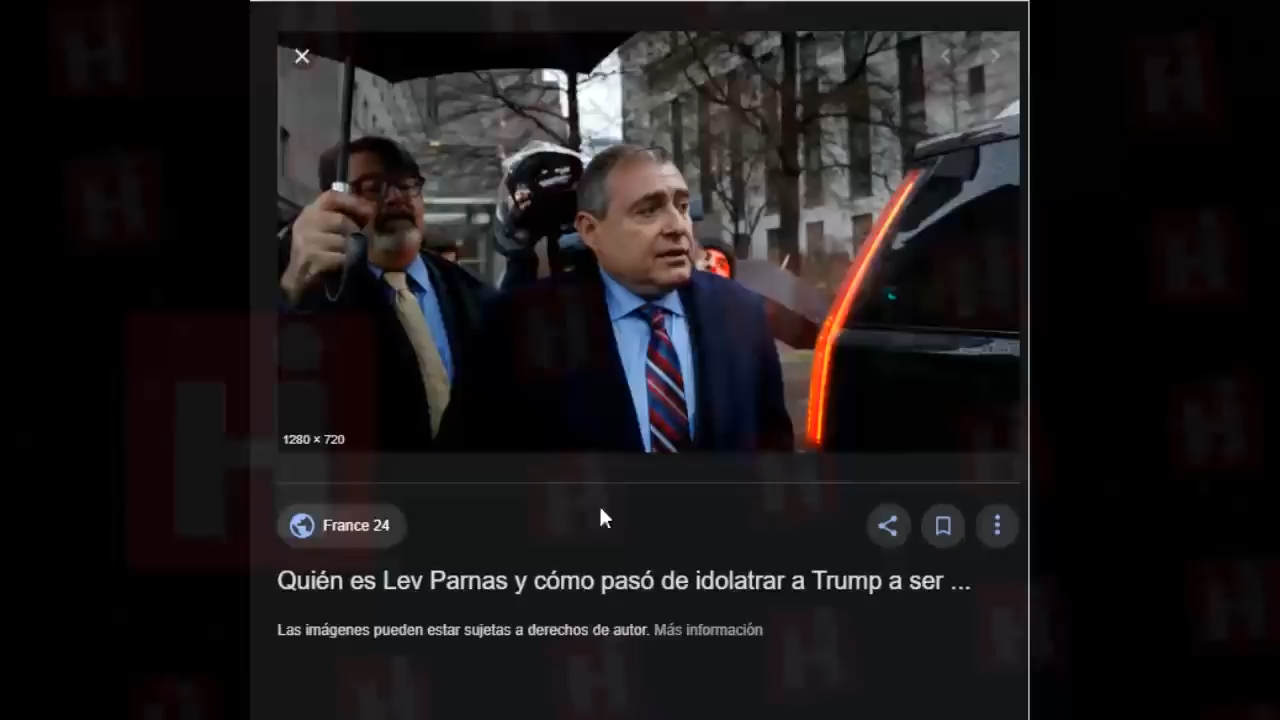 1280 × 720
France 24
Quién es Lev Parnas y cómo pasó de idolatrar a Trump a ser ...
Las imágenes pueden estar sujetas a derechos de autor. Más información